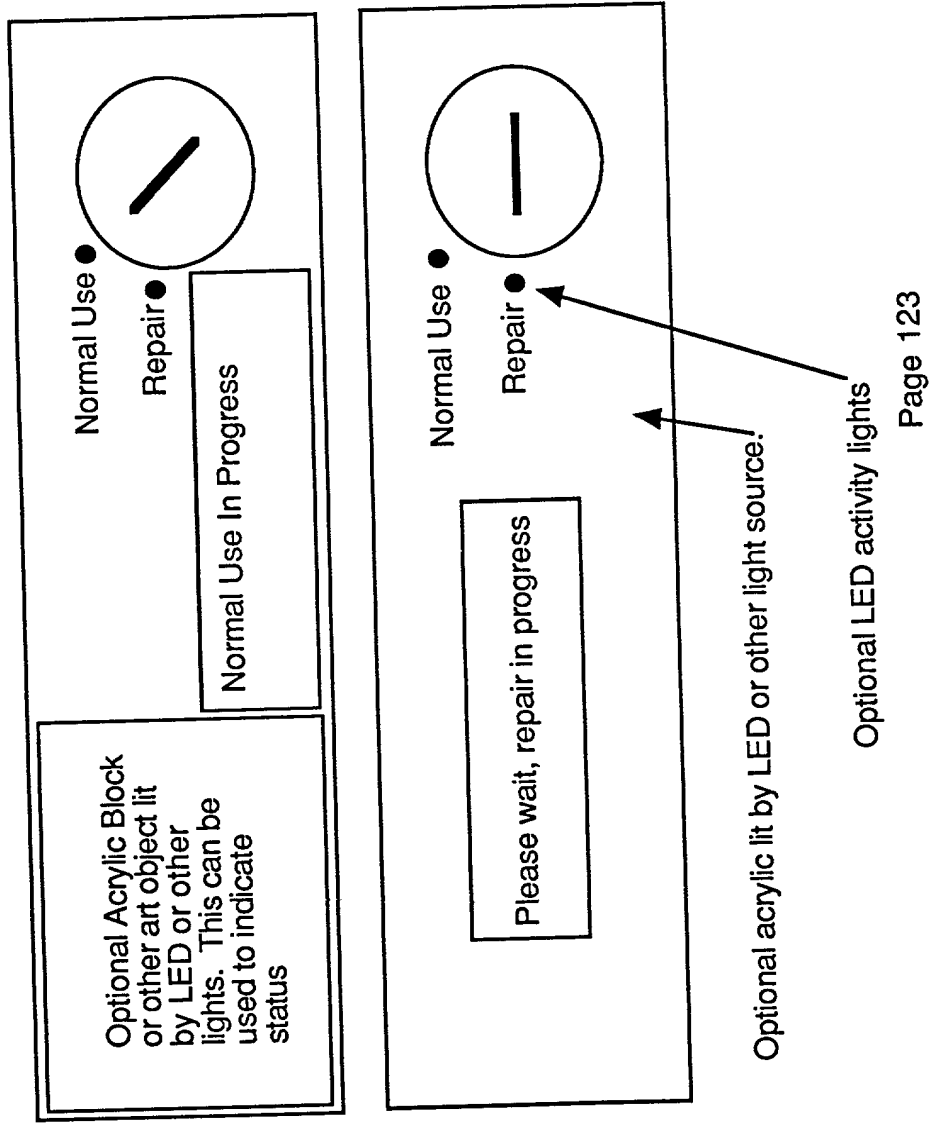 Optional Acrylic Block
or other art object lit
by LED or other
lights. This can be
used to indicate
status
Normal Use
Repair
Normal Use In Progress
Normal Use
Repair
Please wait, repair in progress
Optional acrylic lit by LED or other light source.
Optional LED activity lights
Page 123